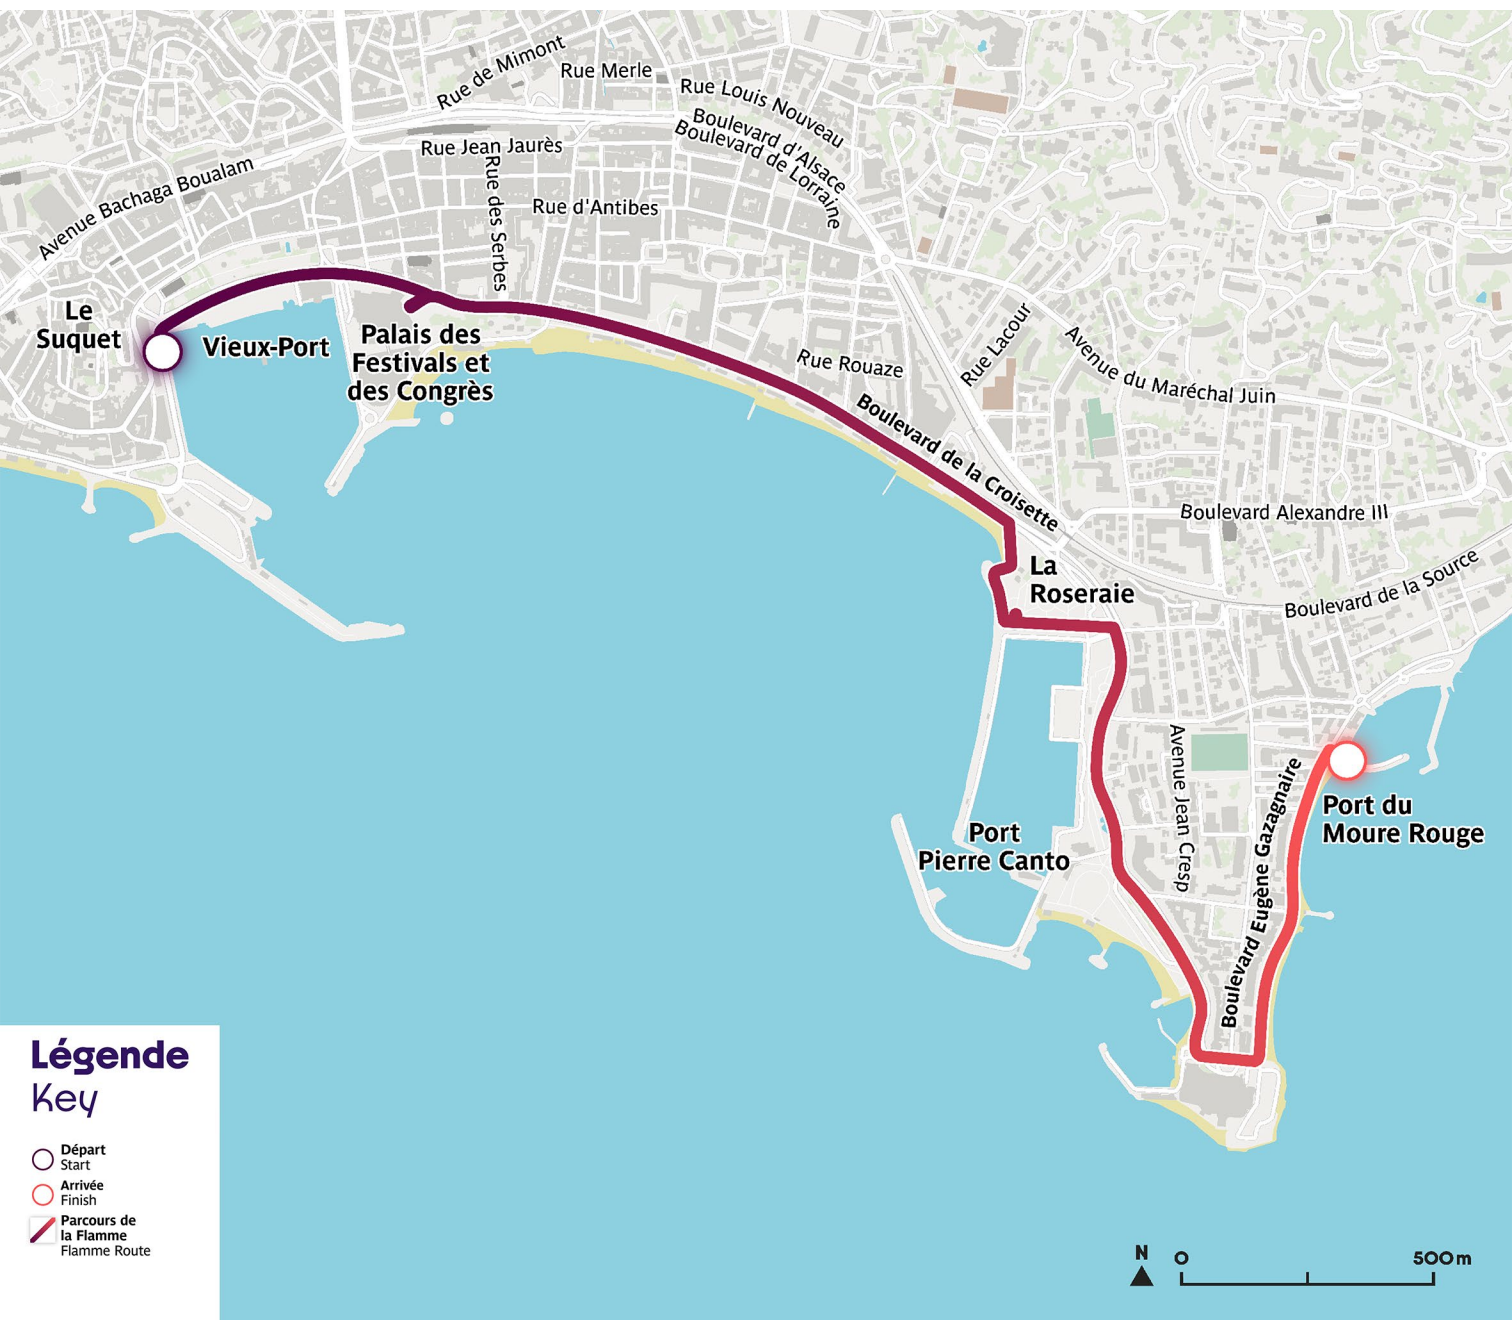 Rue de Mimont
Rue Merle
Rue Louis Nouveau
Boulevard d'Alsace
Boulevard de Lorraine
Rue Jean Jaurès
Avenue Bachaga Boualam
Rue des Serbes
Rue d'Antibes
Le
Suquet
Vieux-Port
Palais des
Festivals et
des Congrès
Rue Rouaze
Rue Lacour
Avenue du Maréchal Juin
Boulevard de la Croisette
Boulevard Alexandre III
La
Roseraie
Boulevard de la Source
Avenue Jean Cresp
Boulevard Eugène Gazagnaire
Port du
Moure Rouge
Port
Pierre Canto
Légende
Key
Départ
Start
Arrivée
Finish
Parcours de
la Flamme
Flamme Route
N
0
500 m